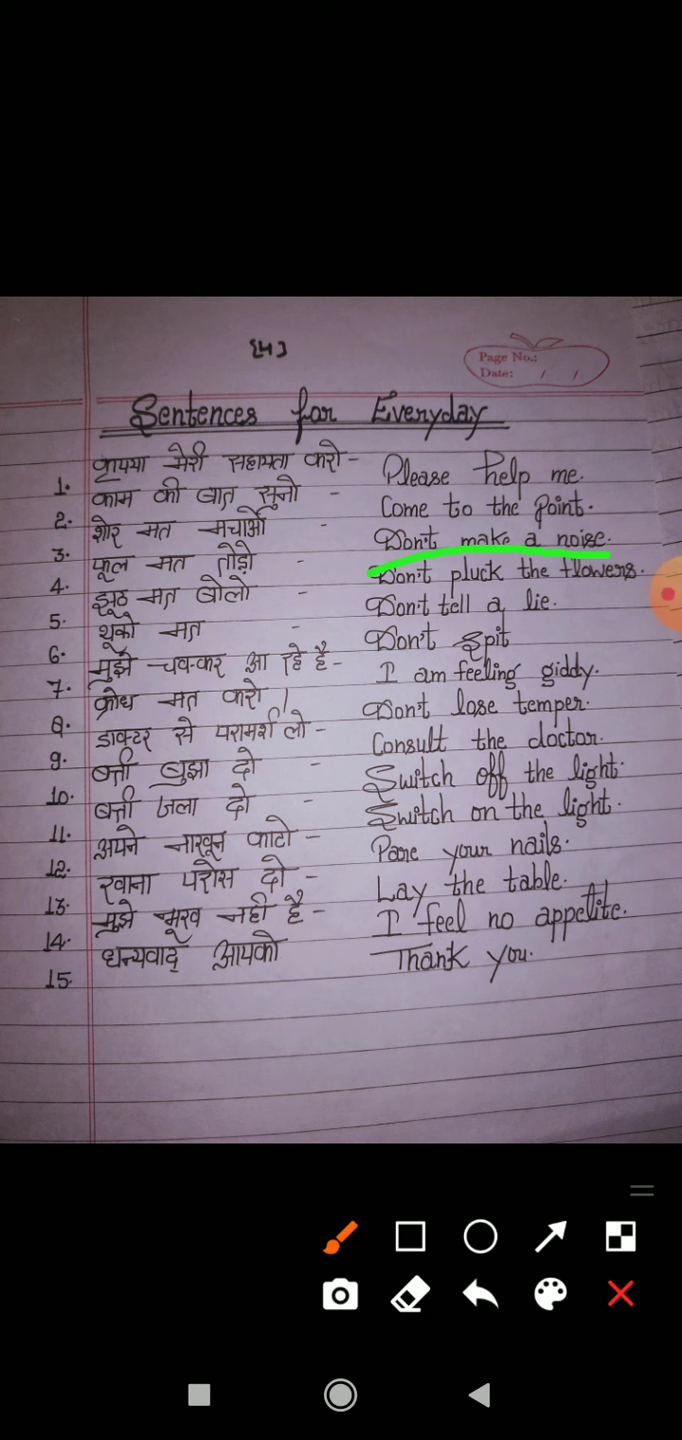 {4}
Page No.:
Date: / /
Sentences for Everyday
1. कृपया मेरी सहायता करो - Please help me.
2. काम की बात सुनो - Come to the point.
3. शोर मत मचाओ - Don't make a noise.
4. फूल मत तोड़ो - Don't pluck the flowers.
5. झूठ मत बोलो - Don't tell a lie.
6. थूको मत - Don't spit
7. मुझे चक्कर आ रहे है - I am feeling giddy.
8. क्रोध मत करो / Don't lose temper.
9. डाक्टर से परामर्श लो - Consult the doctor.
10. बत्ती बुझा दो - Switch off the light.
11. बत्ती जला दो - Switch on the light.
12. अपने नाखून काटो - Pare your nails.
13. खाना परोस दो - Lay the table.
14. मुझे भूख नही है - I feel no appetite.
15. धन्यवाद् आपको Thank you.